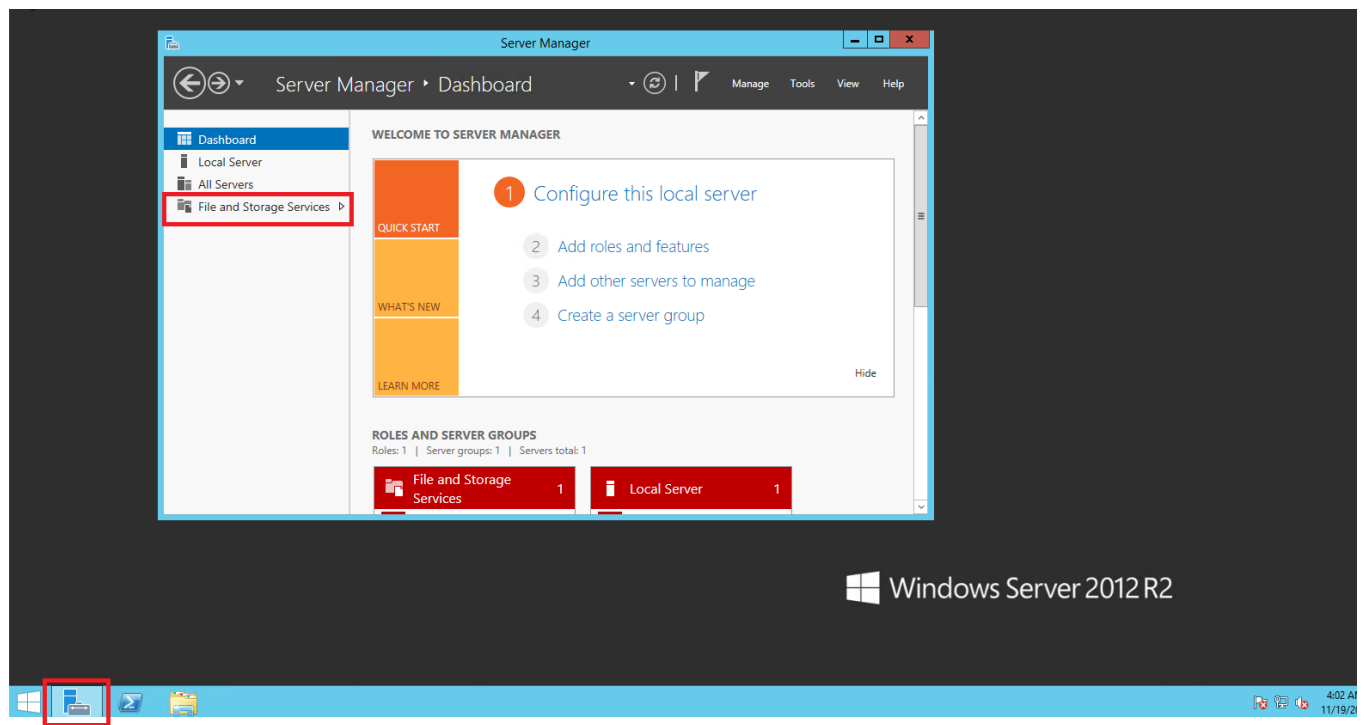 Server Manager
Server Manager • Dashboard
Manage Tools View Help
Dashboard
Local Server
All Servers
File and Storage Services
WELCOME TO SERVER MANAGER
QUICK START
WHAT'S NEW
LEARN MORE
1 Configure this local server
2 Add roles and features
3 Add other servers to manage
4 Create a server group
Hide
ROLES AND SERVER GROUPS
Roles: 1 | Server groups: 1 | Servers total: 1
File and Storage
Services 1
Local Server 1
Windows Server 2012 R2
4:02